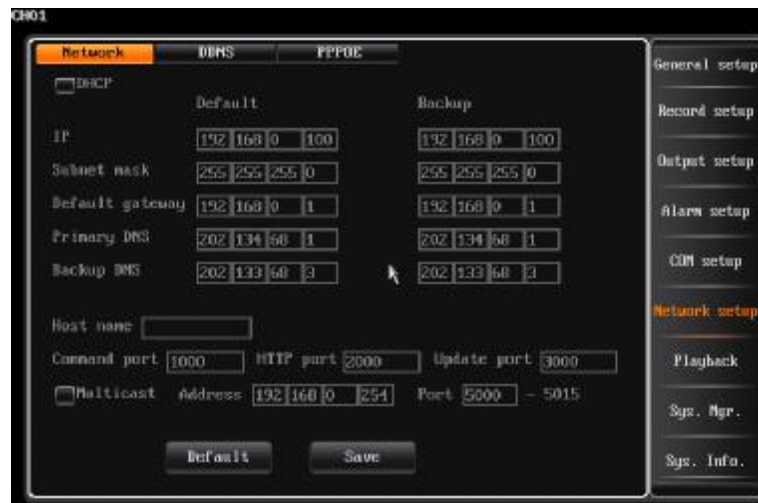 CH01
Network DDNS PPPOE
DHCP
Default Backup
IP 192 168 0 100 192 168 0 100
Subnet mask 255 255 255 0 255 255 255 0
Default gateway 192 168 0 1 192 168 0 1
Primary DNS 202 134 68 1 202 134 68 1
Backup DNS 202 133 68 3 202 133 68 3
Host name
Command port 1000 HTTP port 2000 Update port 3000
Multicast Address 192 168 0 254 Port 5000 - 5015
Default Save
General setup
Record setup
Output setup
Alarm setup
COM setup
Network setup
Playback
Sys. Mgr.
Sys. Info.